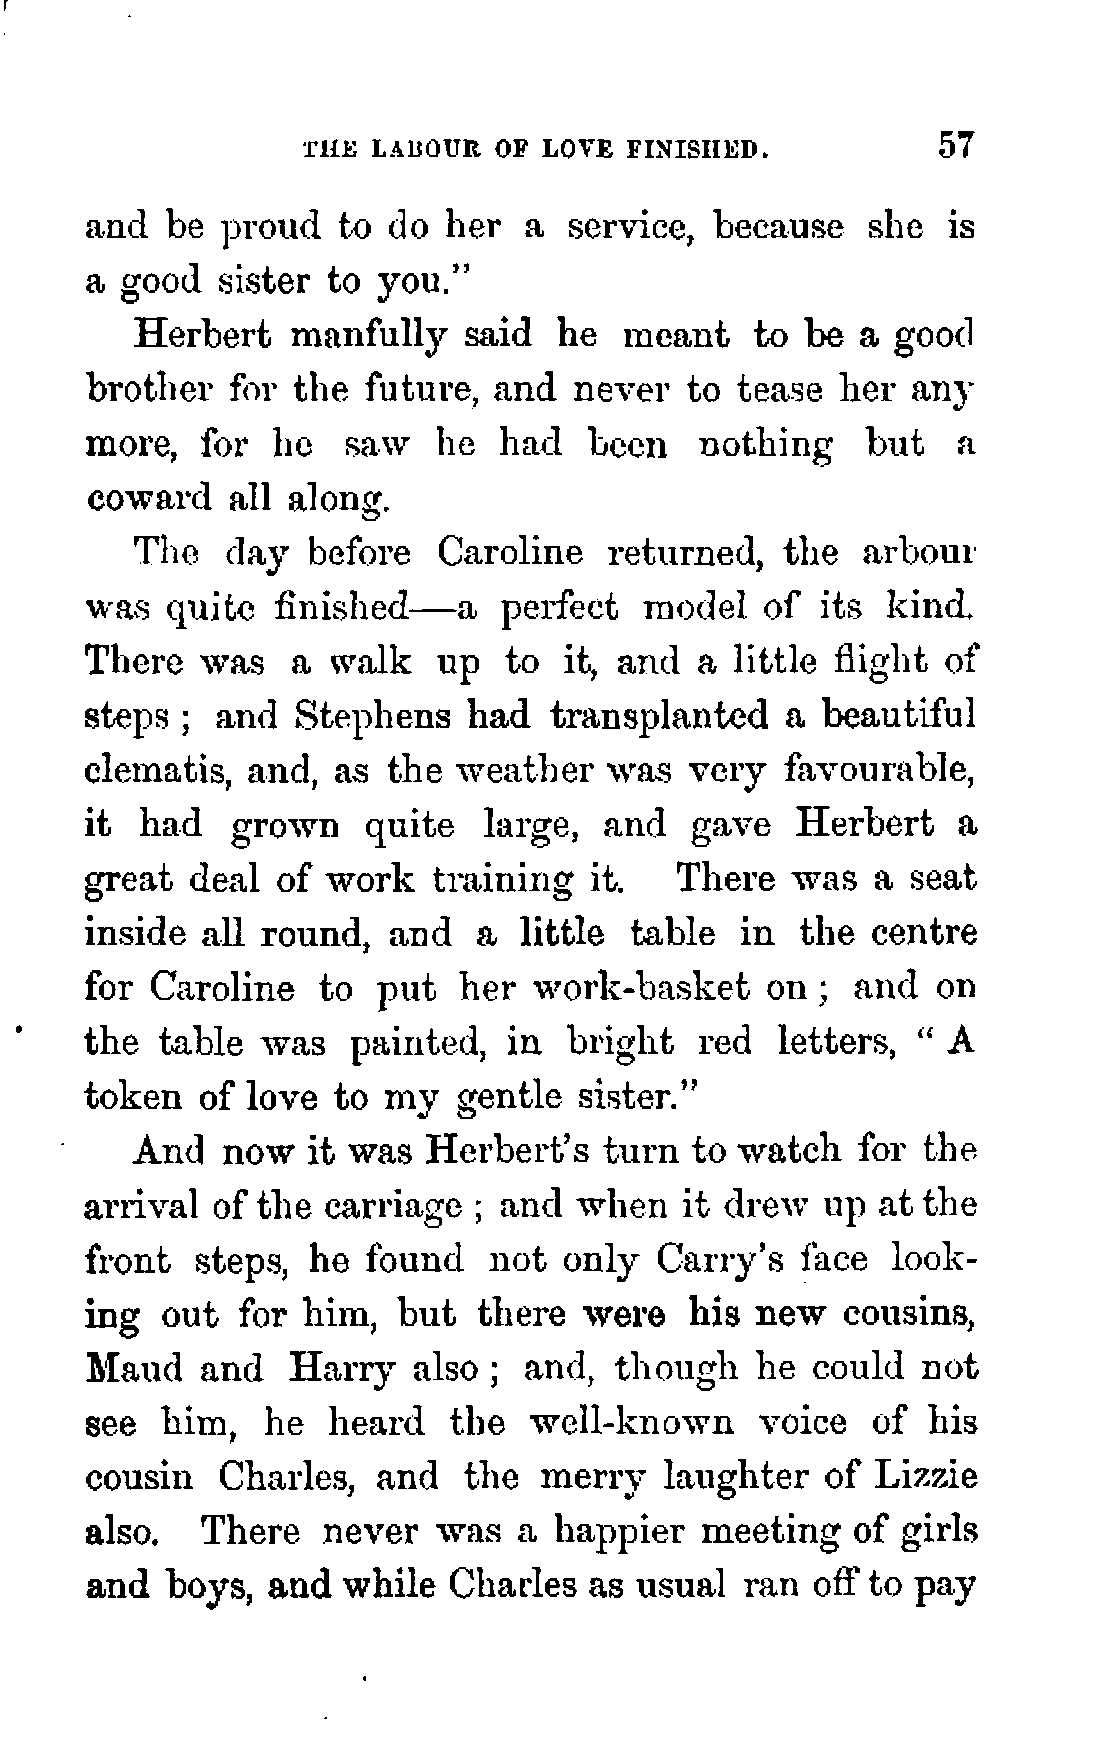 THE LABOUR OF LOVE FINISHED. 57
and be proud to do her a service, because she is
a good sister to you."
Herbert manfully said he meant to be a good
brother for the future, and never to tease her any
more, for he saw he had been nothing but a
coward all along.
The day before Caroline returned, the arbour
was quite finished—a perfect model of its kind.
There was a walk up to it, and a little flight of
steps ; and Stephens had transplanted a beautiful
clematis, and, as the weather was very favourable,
it had grown quite large, and gave Herbert a
great deal of work training it. There was a seat
inside all round, and a little table in the centre
for Caroline to put her work-basket on ; and on
the table was painted, in bright red letters, " A
token of love to my gentle sister."
And now it was Herbert's turn to watch for the
arrival of the carriage ; and when it drew up at the
front steps, he found not only Carry's face look-
ing out for him, but there were his new cousins,
Maud and Harry also ; and, though he could not
see him, he heard the well-known voice of his
cousin Charles, and the merry laughter of Lizzie
also. There never was a happier meeting of girls
and boys, and while Charles as usual ran off to pay